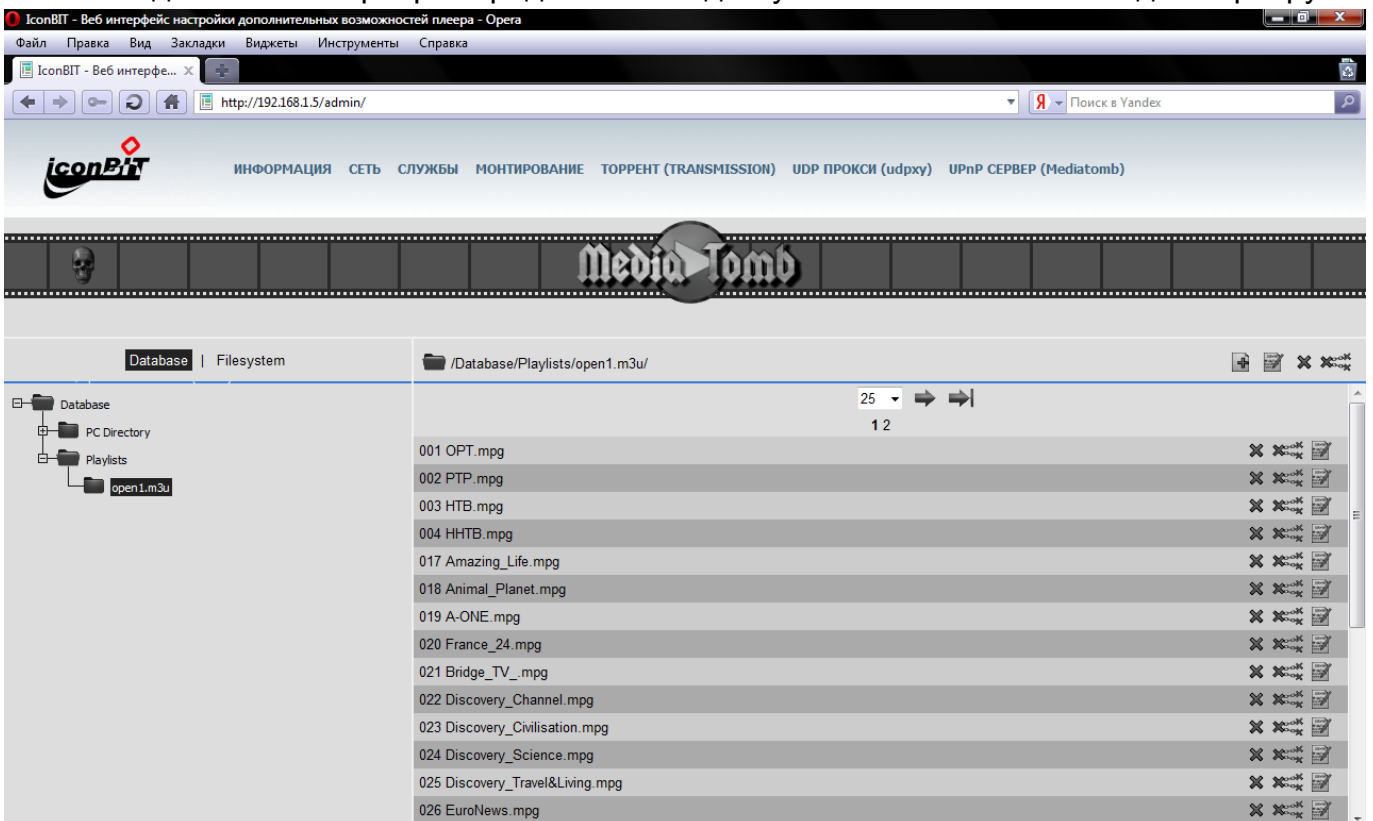 IconBIT - Веб интерфейс настройки дополнительных возможностей плеера - Opera
Файл Правка Вид Закладки Виджеты Инструменты Справка
IconBIT - Веб интерфе...
http://192.168.1.5/admin/
Я Поиск в Yandex
iconBIT
ИНФОРМАЦИЯ СЕТЬ СЛУЖБЫ МОНТИРОВАНИЕ ТОРРЕНТ (TRANSMISSION) UDP ПРОКСИ (udpxy) UPnP СЕРВЕР (Mediatomb)
Media Tomb
Database | Filesystem
/Database/Playlists/open1.m3u/
25
1 2
Database
PC Directory
Playlists
open1.m3u
001 ОРТ.mpg
002 РТР.mpg
003 НТВ.mpg
004 ННТВ.mpg
017 Amazing_Life.mpg
018 Animal_Planet.mpg
019 A-ONE.mpg
020 France_24.mpg
021 Bridge_TV_.mpg
022 Discovery_Channel.mpg
023 Discovery_Civilisation.mpg
024 Discovery_Science.mpg
025 Discovery_Travel&Living.mpg
026 EuroNews.mpg